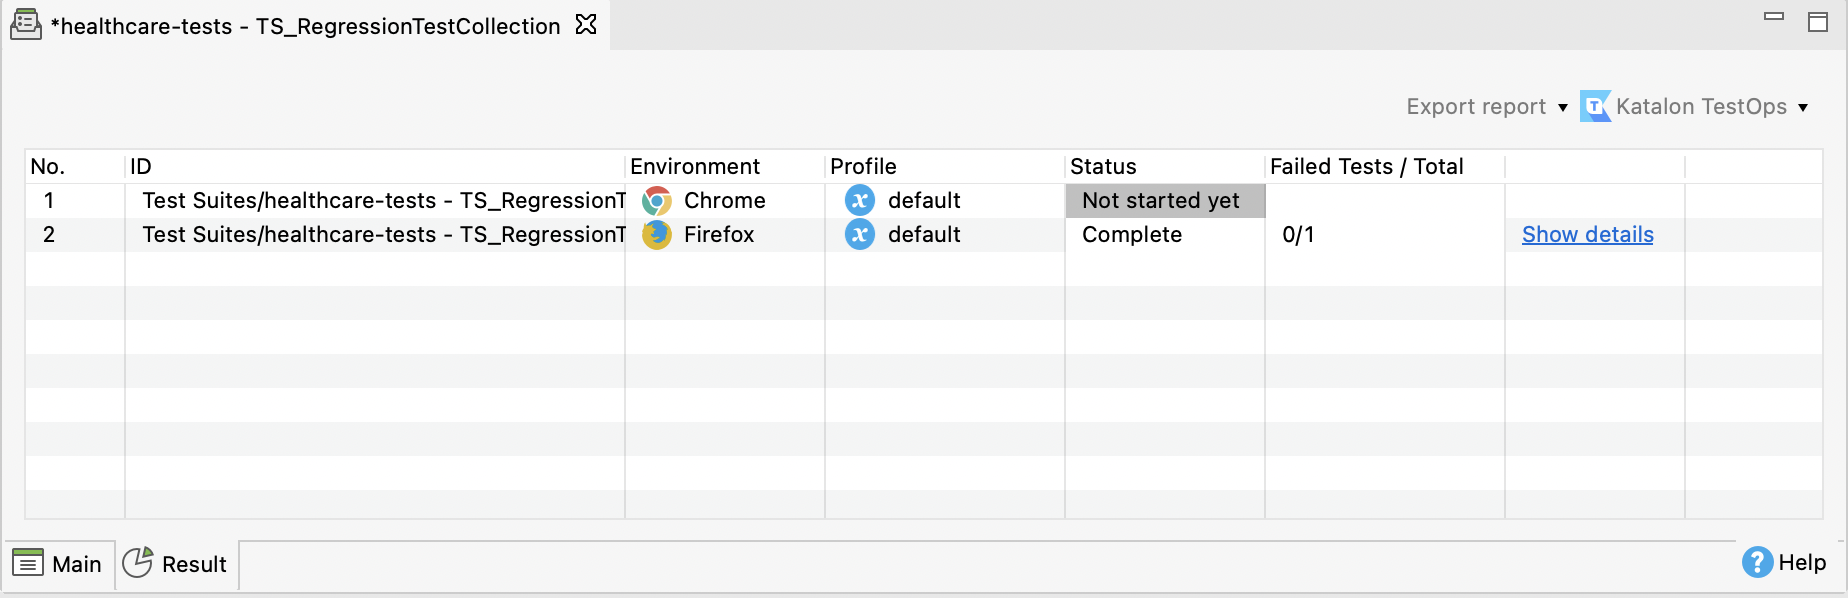 *healthcare-tests - TS_RegressionTestCollection
Export report Katalon TestOps
No. ID Environment Profile Status Failed Tests / Total
1 Test Suites/healthcare-tests - TS_RegressionT Chrome default Not started yet
2 Test Suites/healthcare-tests - TS_RegressionT Firefox default Complete 0/1 Show details
Main Result Help